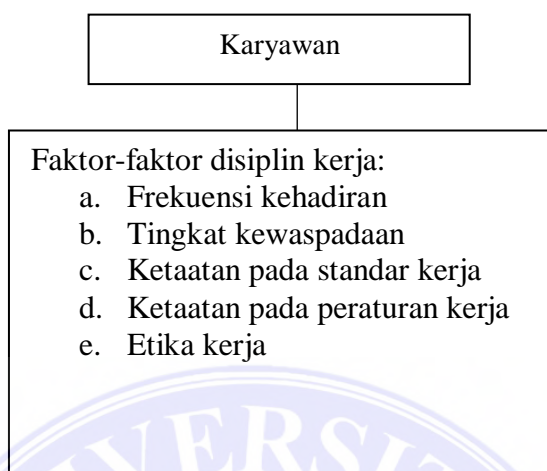 Karyawan
Faktor-faktor disiplin kerja:
a. Frekuensi kehadiran
b. Tingkat kewaspadaan
c. Ketaatan pada standar kerja
d. Ketaatan pada peraturan kerja
e. Etika kerja
VERSI